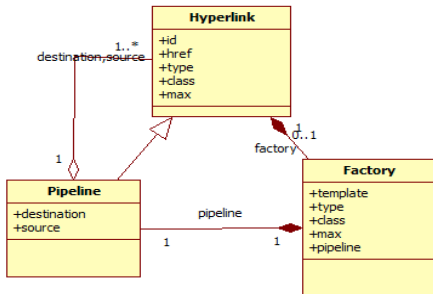 Hyperlink
+id
+href
+type
+class
+max
1..*
destination,source
1
0..1
factory
1
Pipeline
+destination
+source
pipeline
1
1
Factory
+template
+type
+class
+max
+pipeline